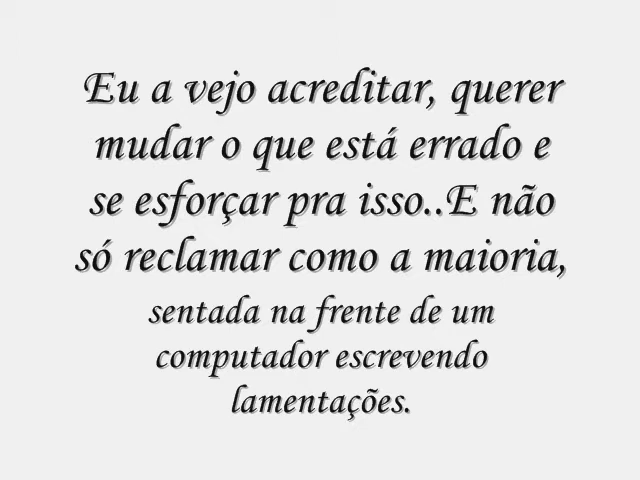 Eu a vejo acreditar, querer
mudar o que está errado e
se esforçar pra isso..E não
só reclamar como a maioria,
sentada na frente de um
computador escrevendo
lamentações.